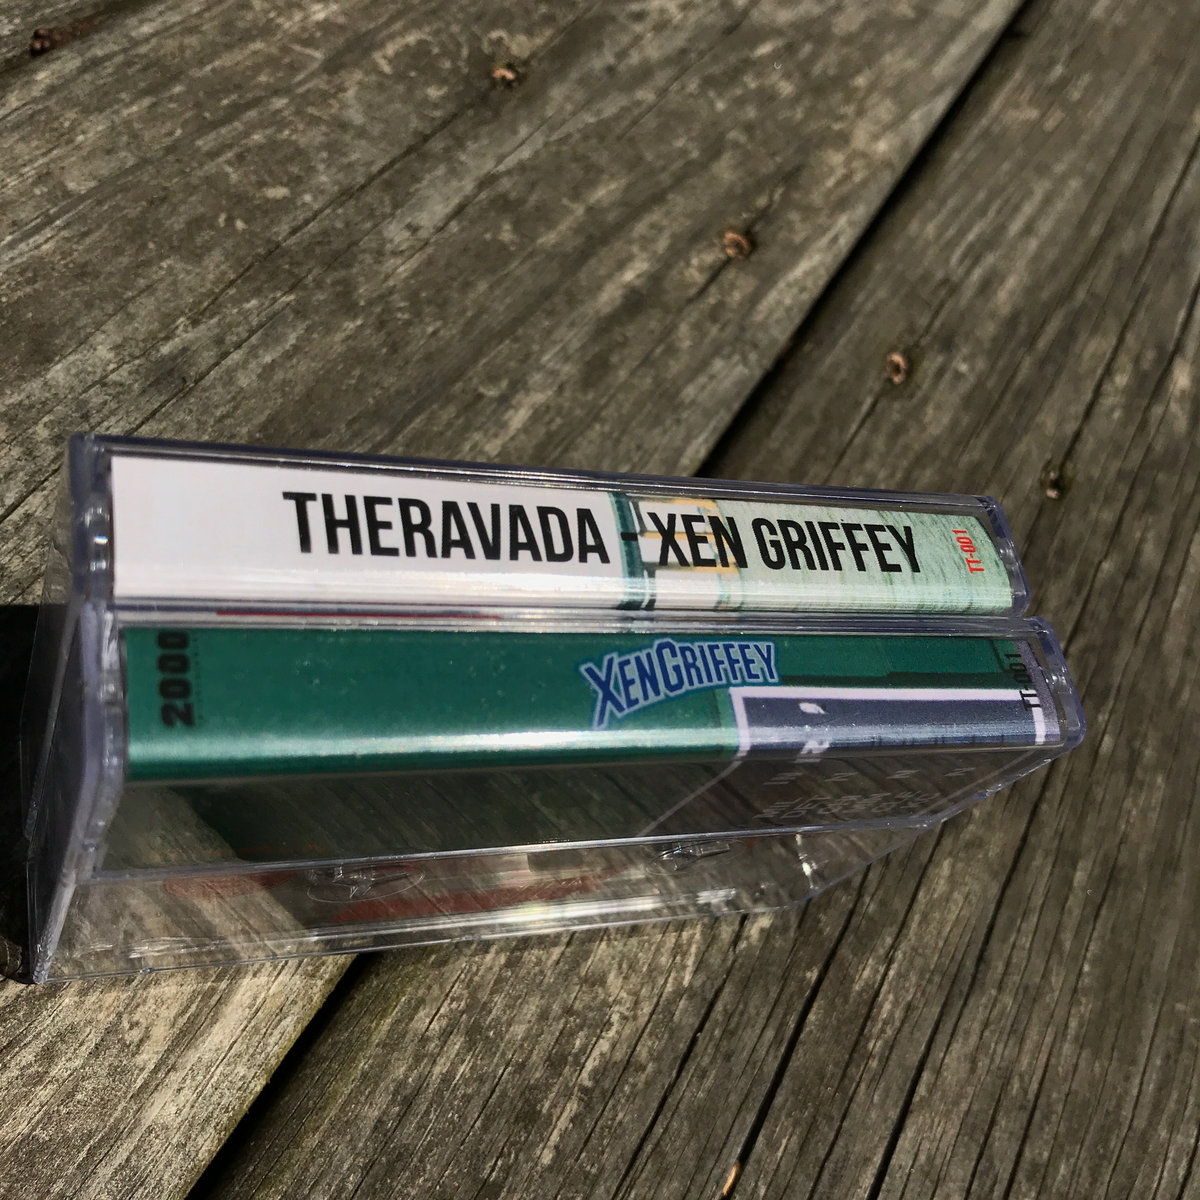 THERAVADA - XEN GRIFFEY
TT-001
2000
XENGRIFFEY
TT-001